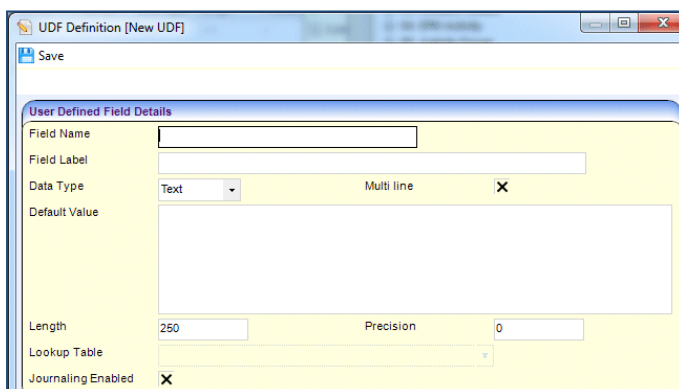 UDF Definition [New UDF]
Save
User Defined Field Details
Field Name
Field Label
Data Type Text Multi line
Default Value
Length 250 Precision 0
Lookup Table
Journaling Enabled